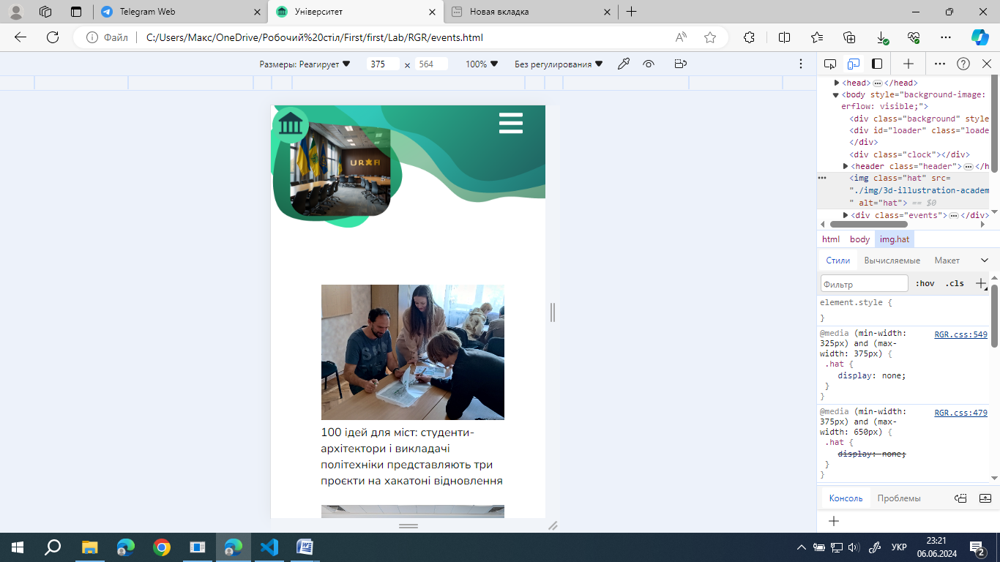 Telegram Web
Університет
Новая вкладка
Файл
C:/Users/Макс/OneDrive/Робочий%20стіл/First/first/Lab/RGR/events.html
Размеры: Реагирует
375
×
564
100%
Без регулирования
<head>
</head>
<body style="background-image:
erflow: visible;">
<div class="background" style
<div id="loader" class="loade
</div>
<div class="clock"></div>
<header class="header">
</h
<img class="hat" src=
"./img/3d-illustration-academ
" alt="hat"> == $0
<div class="events">
</div>
html
body
img.hat
Стили
Вычисляемые
Макет
Фильтр
:hov
.cls
element.style {
}
@media (min-width:
RGR.css:549
325px) and (max-
width: 375px) {
.hat {
display: none;
}
}
@media (min-width:
RGR.css:479
375px) and (max-
width: 650px) {
.hat {
display: none;
}
}
Консоль
Проблемы
100 ідей для міст: студенти-
архітектори і викладачі
політехніки представляють три
проєкти на хакатоні відновлення
УКР
23:21
06.06.2024
2